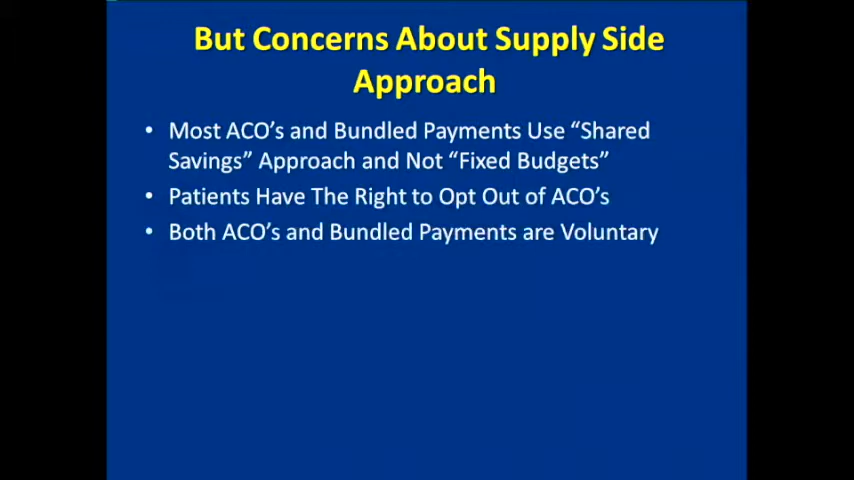 But Concerns About Supply Side
Approach
• Most ACO's and Bundled Payments Use “Shared
Savings” Approach and Not “Fixed Budgets”
• Patients Have The Right to Opt Out of ACO's
• Both ACO's and Bundled Payments are Voluntary